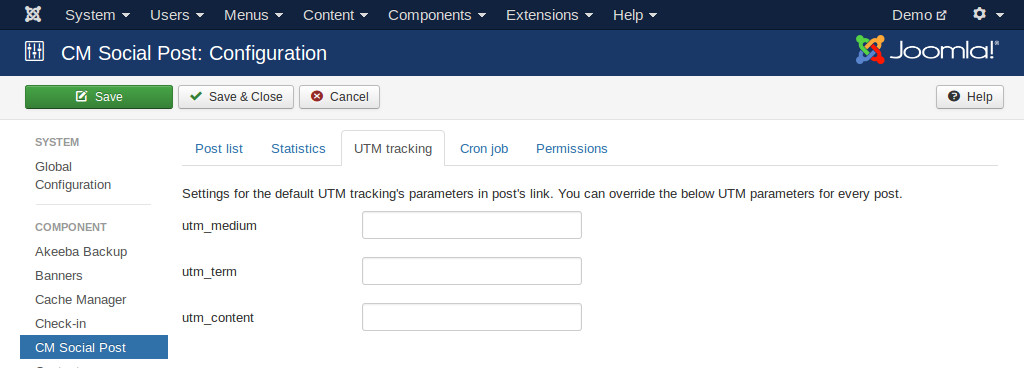 System Users Menus Content Components Extensions Help Demo
CM Social Post: Configuration Joomla!®
Save Save & Close Cancel Help
SYSTEM
Global
Configuration
COMPONENT
Akeeba Backup
Banners
Cache Manager
Check-in
CM Social Post
Post list Statistics UTM tracking Cron job Permissions
Settings for the default UTM tracking's parameters in post's link. You can override the below UTM parameters for every post.
utm_medium
utm_term
utm_content